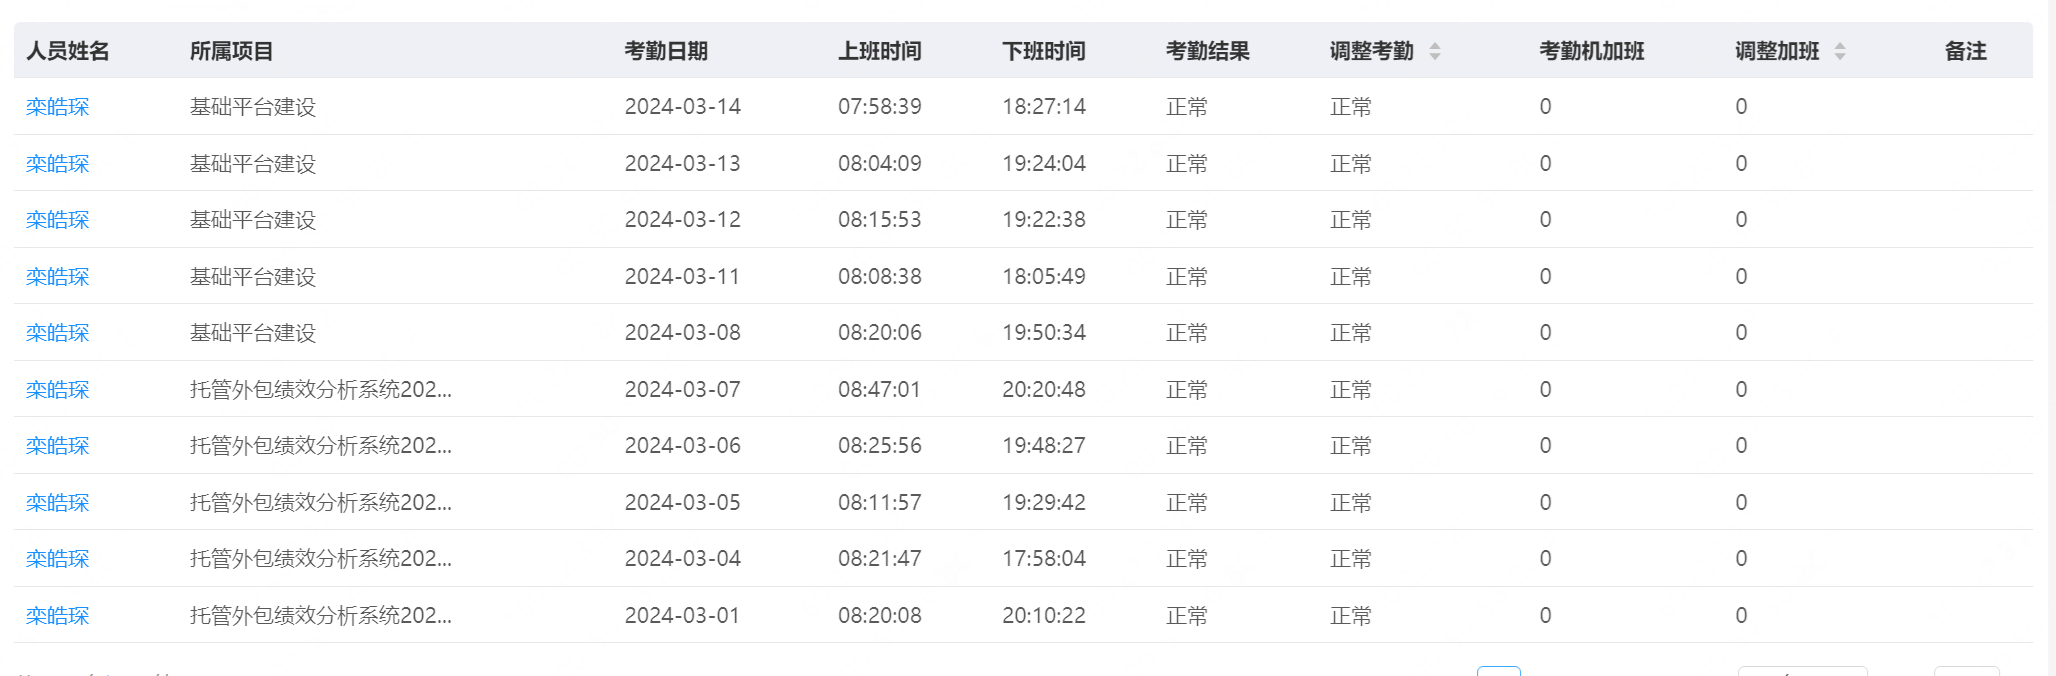 人员姓名 所属项目 考勤日期 上班时间 下班时间 考勤结果 调整考勤 考勤机加班 调整加班 备注
栾皓琛 基础平台建设 2024-03-14 07:58:39 18:27:14 正常 正常 0 0
栾皓琛 基础平台建设 2024-03-13 08:04:09 19:24:04 正常 正常 0 0
栾皓琛 基础平台建设 2024-03-12 08:15:53 19:22:38 正常 正常 0 0
栾皓琛 基础平台建设 2024-03-11 08:08:38 18:05:49 正常 正常 0 0
栾皓琛 基础平台建设 2024-03-08 08:20:06 19:50:34 正常 正常 0 0
栾皓琛 托管外包绩效分析系统202... 2024-03-07 08:47:01 20:20:48 正常 正常 0 0
栾皓琛 托管外包绩效分析系统202... 2024-03-06 08:25:56 19:48:27 正常 正常 0 0
栾皓琛 托管外包绩效分析系统202... 2024-03-05 08:11:57 19:29:42 正常 正常 0 0
栾皓琛 托管外包绩效分析系统202... 2024-03-04 08:21:47 17:58:04 正常 正常 0 0
栾皓琛 托管外包绩效分析系统202... 2024-03-01 08:20:08 20:10:22 正常 正常 0 0